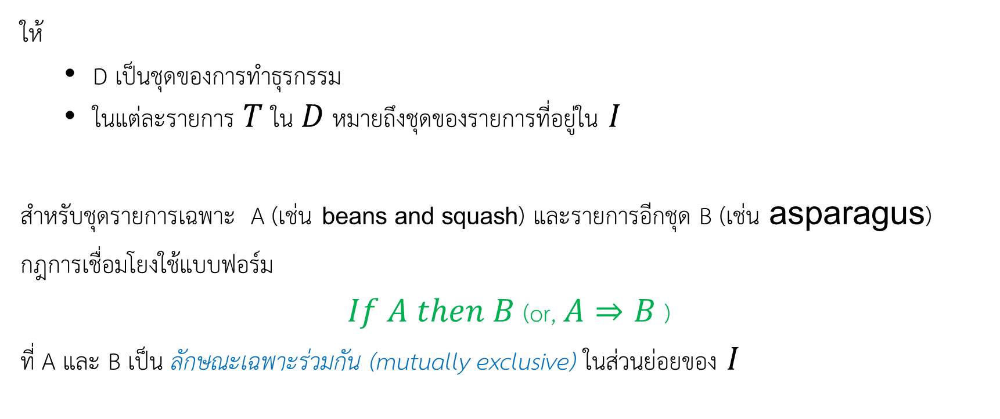 ให้
• D เป็นชุดของการทำธุรกรรม
• ในแต่ละรายการ T ใน D หมายถึงชุดของรายการที่อยู่ใน I
สำหรับชุดรายการเฉพาะ A (เช่น beans and squash) และรายการอีกชุด B (เช่น asparagus)
กฎการเชื่อมโยงใช้แบบฟอร์ม
If A then B (or, A ⇒ B )
ที่ A และ B เป็น ลักษณะเฉพาะร่วมกัน (mutually exclusive) ในส่วนย่อยของ I